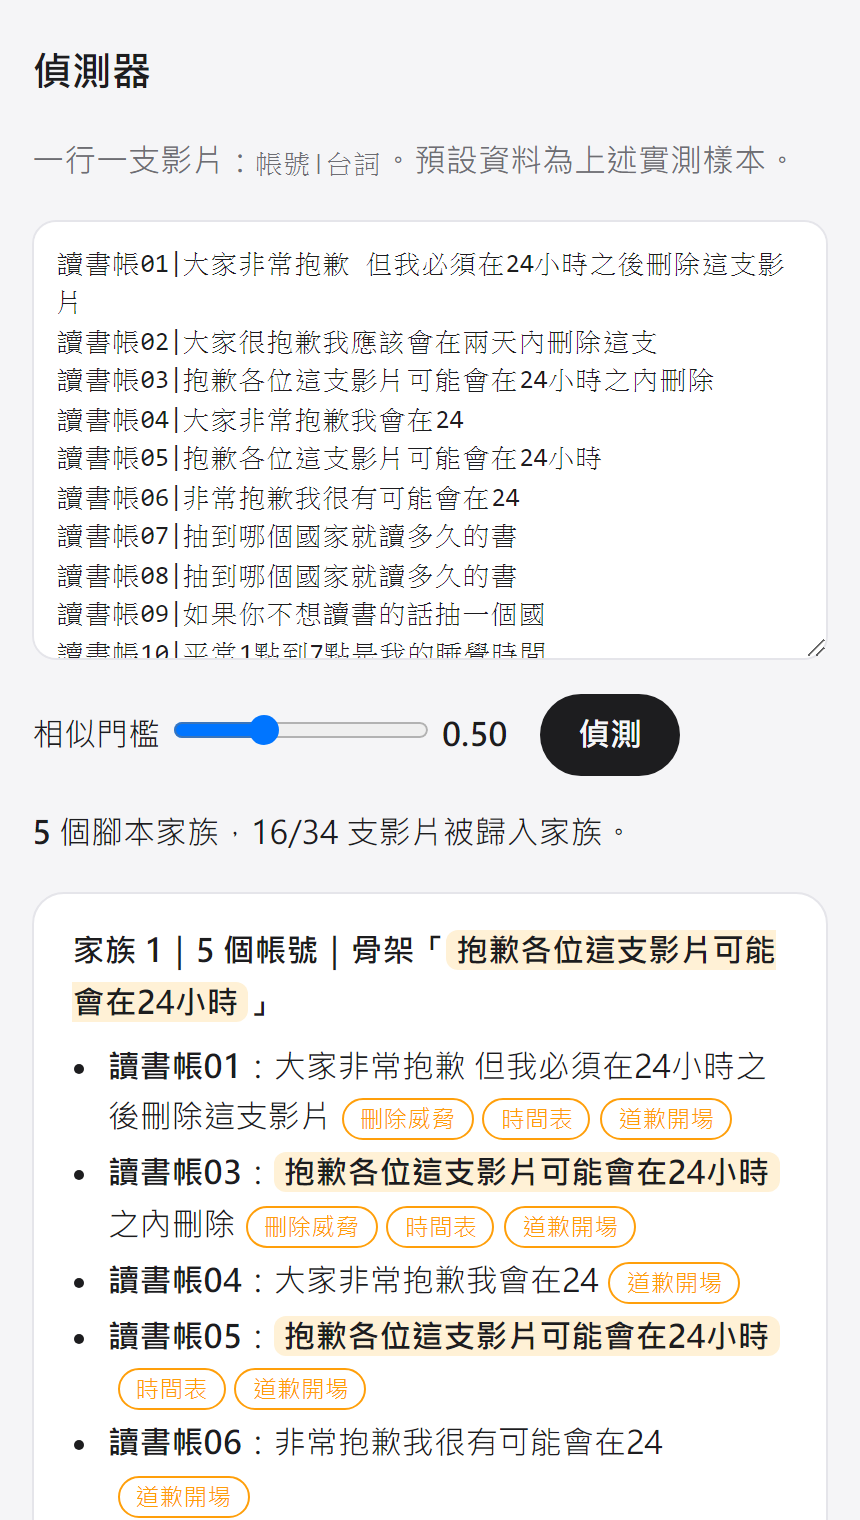 偵測器
一行一支影片：帳號|台詞。預設資料為上述實測樣本。
讀書帳01|大家非常抱歉 但我必須在24小時之後刪除這支影
片
讀書帳02|大家很抱歉我應該會在兩天內刪除這支
讀書帳03|抱歉各位這支影片可能會在24小時之內刪除
讀書帳04|大家非常抱歉我會在24
讀書帳05|抱歉各位這支影片可能會在24小時
讀書帳06|非常抱歉我很有可能會在24
讀書帳07|抽到哪個國家就讀多久的書
讀書帳08|抽到哪個國家就讀多久的書
讀書帳09|如果你不想讀書的話抽一個國
讀書帳10|平常1點到7點是我的睡覺時間
相似門檻 0.50 偵測
5 個腳本家族，16/34 支影片被歸入家族。
家族 1｜5 個帳號｜骨架「抱歉各位這支影片可能
會在24小時」
讀書帳01：大家非常抱歉 但我必須在24小時之
後刪除這支影片 刪除威脅 時間表 道歉開場
讀書帳03：抱歉各位這支影片可能會在24小時
之內刪除 刪除威脅 時間表 道歉開場
讀書帳04：大家非常抱歉我會在24 道歉開場
讀書帳05：抱歉各位這支影片可能會在24小時
時間表 道歉開場
讀書帳06：非常抱歉我很有可能會在24
道歉開場